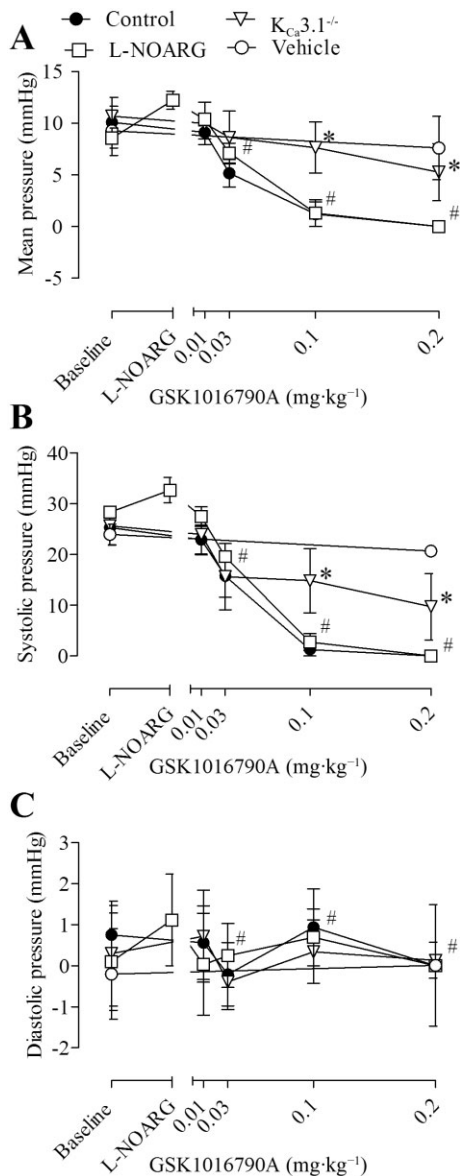 Control
K_Ca3.1-/-
L-NOARG
Vehicle
A
Mean pressure (mmHg)
15
10
5
0
-5
*
*
#
#
#
Baseline
L-NOARG
0.01
0.03
0.1
0.2
GSK1016790A (mg·kg⁻¹)
B
Systolic pressure (mmHg)
40
30
20
10
0
#
*
*
#
#
Baseline
L-NOARG
0.01
0.03
0.1
0.2
GSK1016790A (mg·kg⁻¹)
C
Diastolic pressure (mmHg)
3
2
1
0
-1
-2
#
#
#
Baseline
L-NOARG
0.01
0.03
0.1
0.2
GSK1016790A (mg·kg⁻¹)